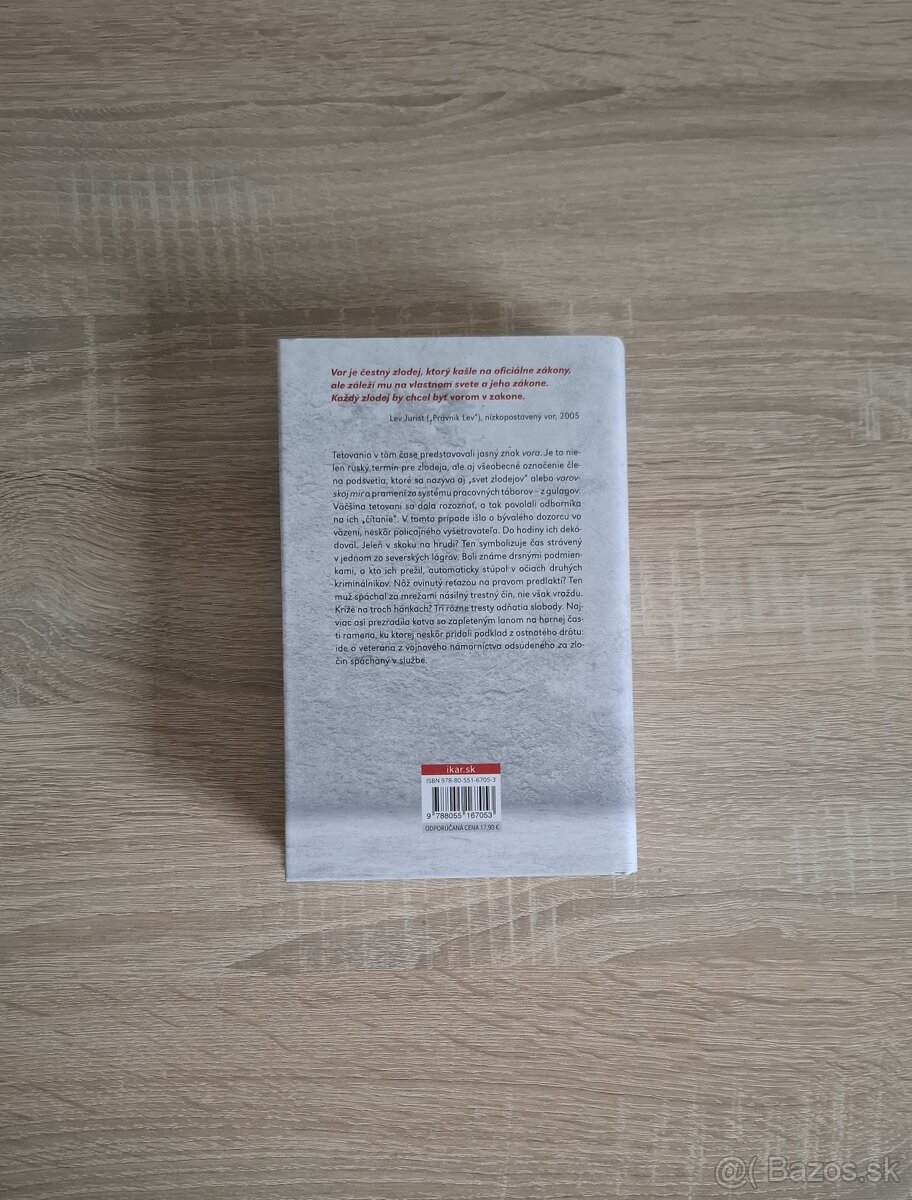 Vor je čestný zlodej, ktorý kašle na oficiálne zákony,
ale záleží mu na vlastnom svete a jeho zákone.
Každý zlodej by chcel byť vorom v zakone.
Lev Jurist („Právnik Lev"), nízkopostavený vor, 2005
Tetovania v tom čase predstavovali jasný znak vora. Je to nie-
len ruský termín pre zlodeja, ale aj všeobecné označenie čle-
na podsvetia, ktoré sa nazýva aj „svet zlodejov" alebo vorov-
skoj mir a pramení zo systému pracovných táborov – z gulagov.
Väčšina tetovaní sa dala rozoznať, a tak povolali odborníka
na ich „čítanie". V tomto prípade išlo o bývalého dozorcu vo
väzení, neskôr policajného vyšetrovateľa. Do hodiny ich dekó-
doval. Jeleň v skoku na hrudi? Ten symbolizuje čas strávený
v jednom zo severských lágrov. Boli známe drsnými podmien-
kami, a kto ich prežil, automaticky stúpol v očiach druhých
kriminálnikov. Nôž ovinutý reťazou na pravom predlaktí? Ten
muž spáchal za mrežami násilný trestný čin, nie však vraždu.
Kríže na troch hánkach? Tri rôzne tresty odňatia slobody. Naj-
viac asi prezradila kotva so zapleteným lanom na hornej čas-
ti ramena, ku ktorej neskôr pridali podklad z ostnatého drôtu:
ide o veterána z vojnového námorníctva odsúdeného za zlo-
čin spáchaný v službe.
ikar.sk
ISBN 978-80-551-6705-3
9 788055 167053
ODPORÚČANÁ CENA 17,90 €
@( Bazos.sk